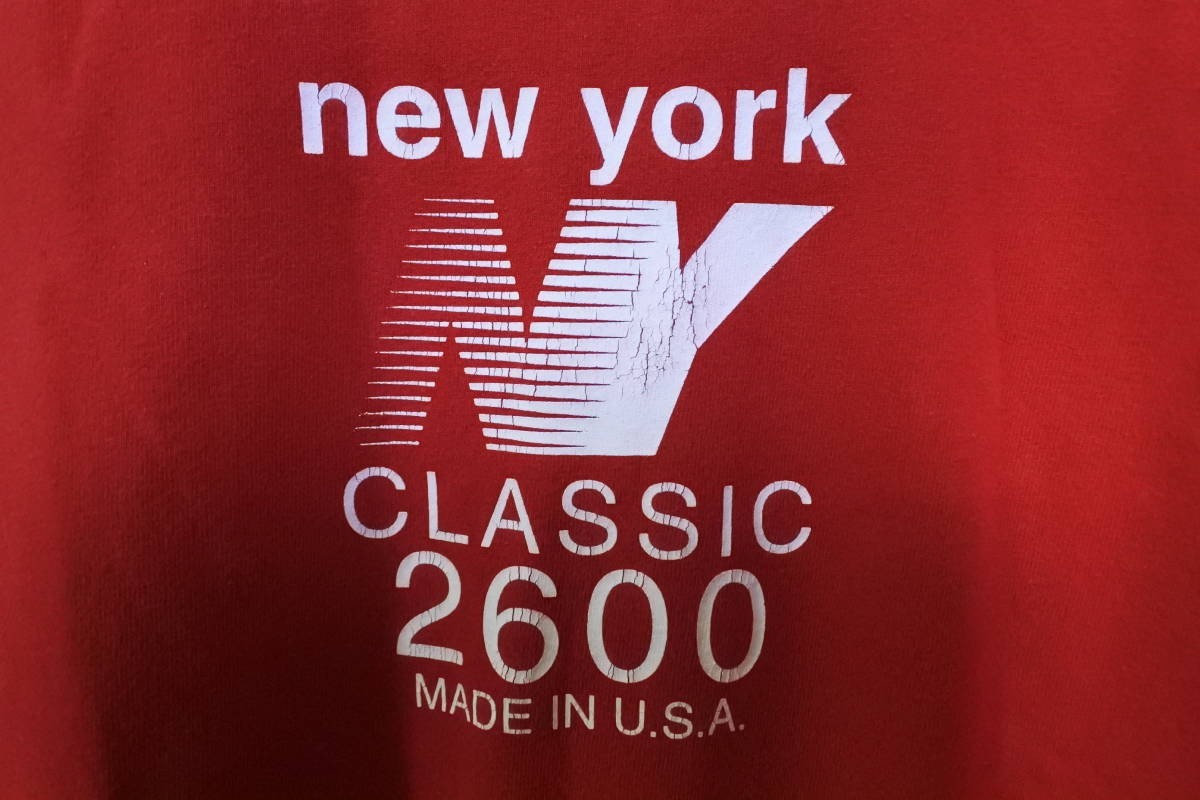 new york
NY
CLASSIC
2600
MADE IN U.S.A.